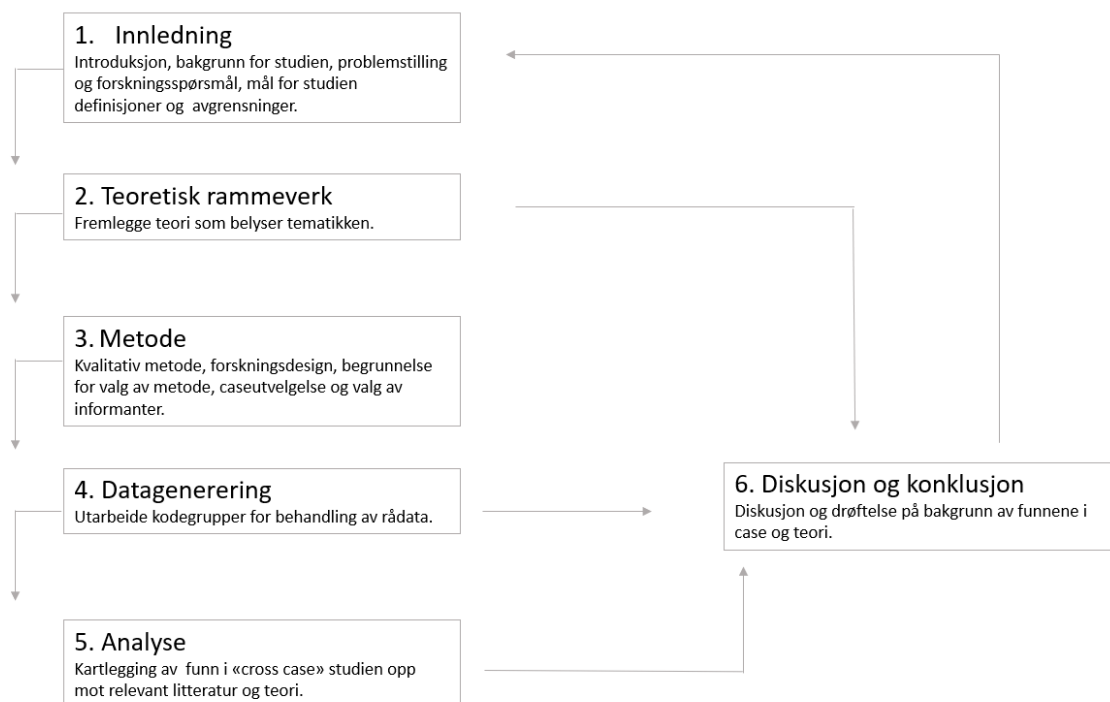 1. Innledning
Introduksjon, bakgrunn for studien, problemstilling
og forskningsspørsmål, mål for studien
definisjoner og avgrensninger.
2. Teoretisk rammeverk
Fremlegge teori som belyser tematikken.
3. Metode
Kvalitativ metode, forskningsdesign, begrunnelse
for valg av metode, caseutvelgelse og valg av
informanter.
4. Datagenerering
Utarbeide kodegrupper for behandling av rådata.
5. Analyse
Kartlegging av funn i «cross case» studien opp
mot relevant litteratur og teori.
6. Diskusjon og konklusjon
Diskusjon og drøftelse på bakgrunn av funnene i
case og teori.